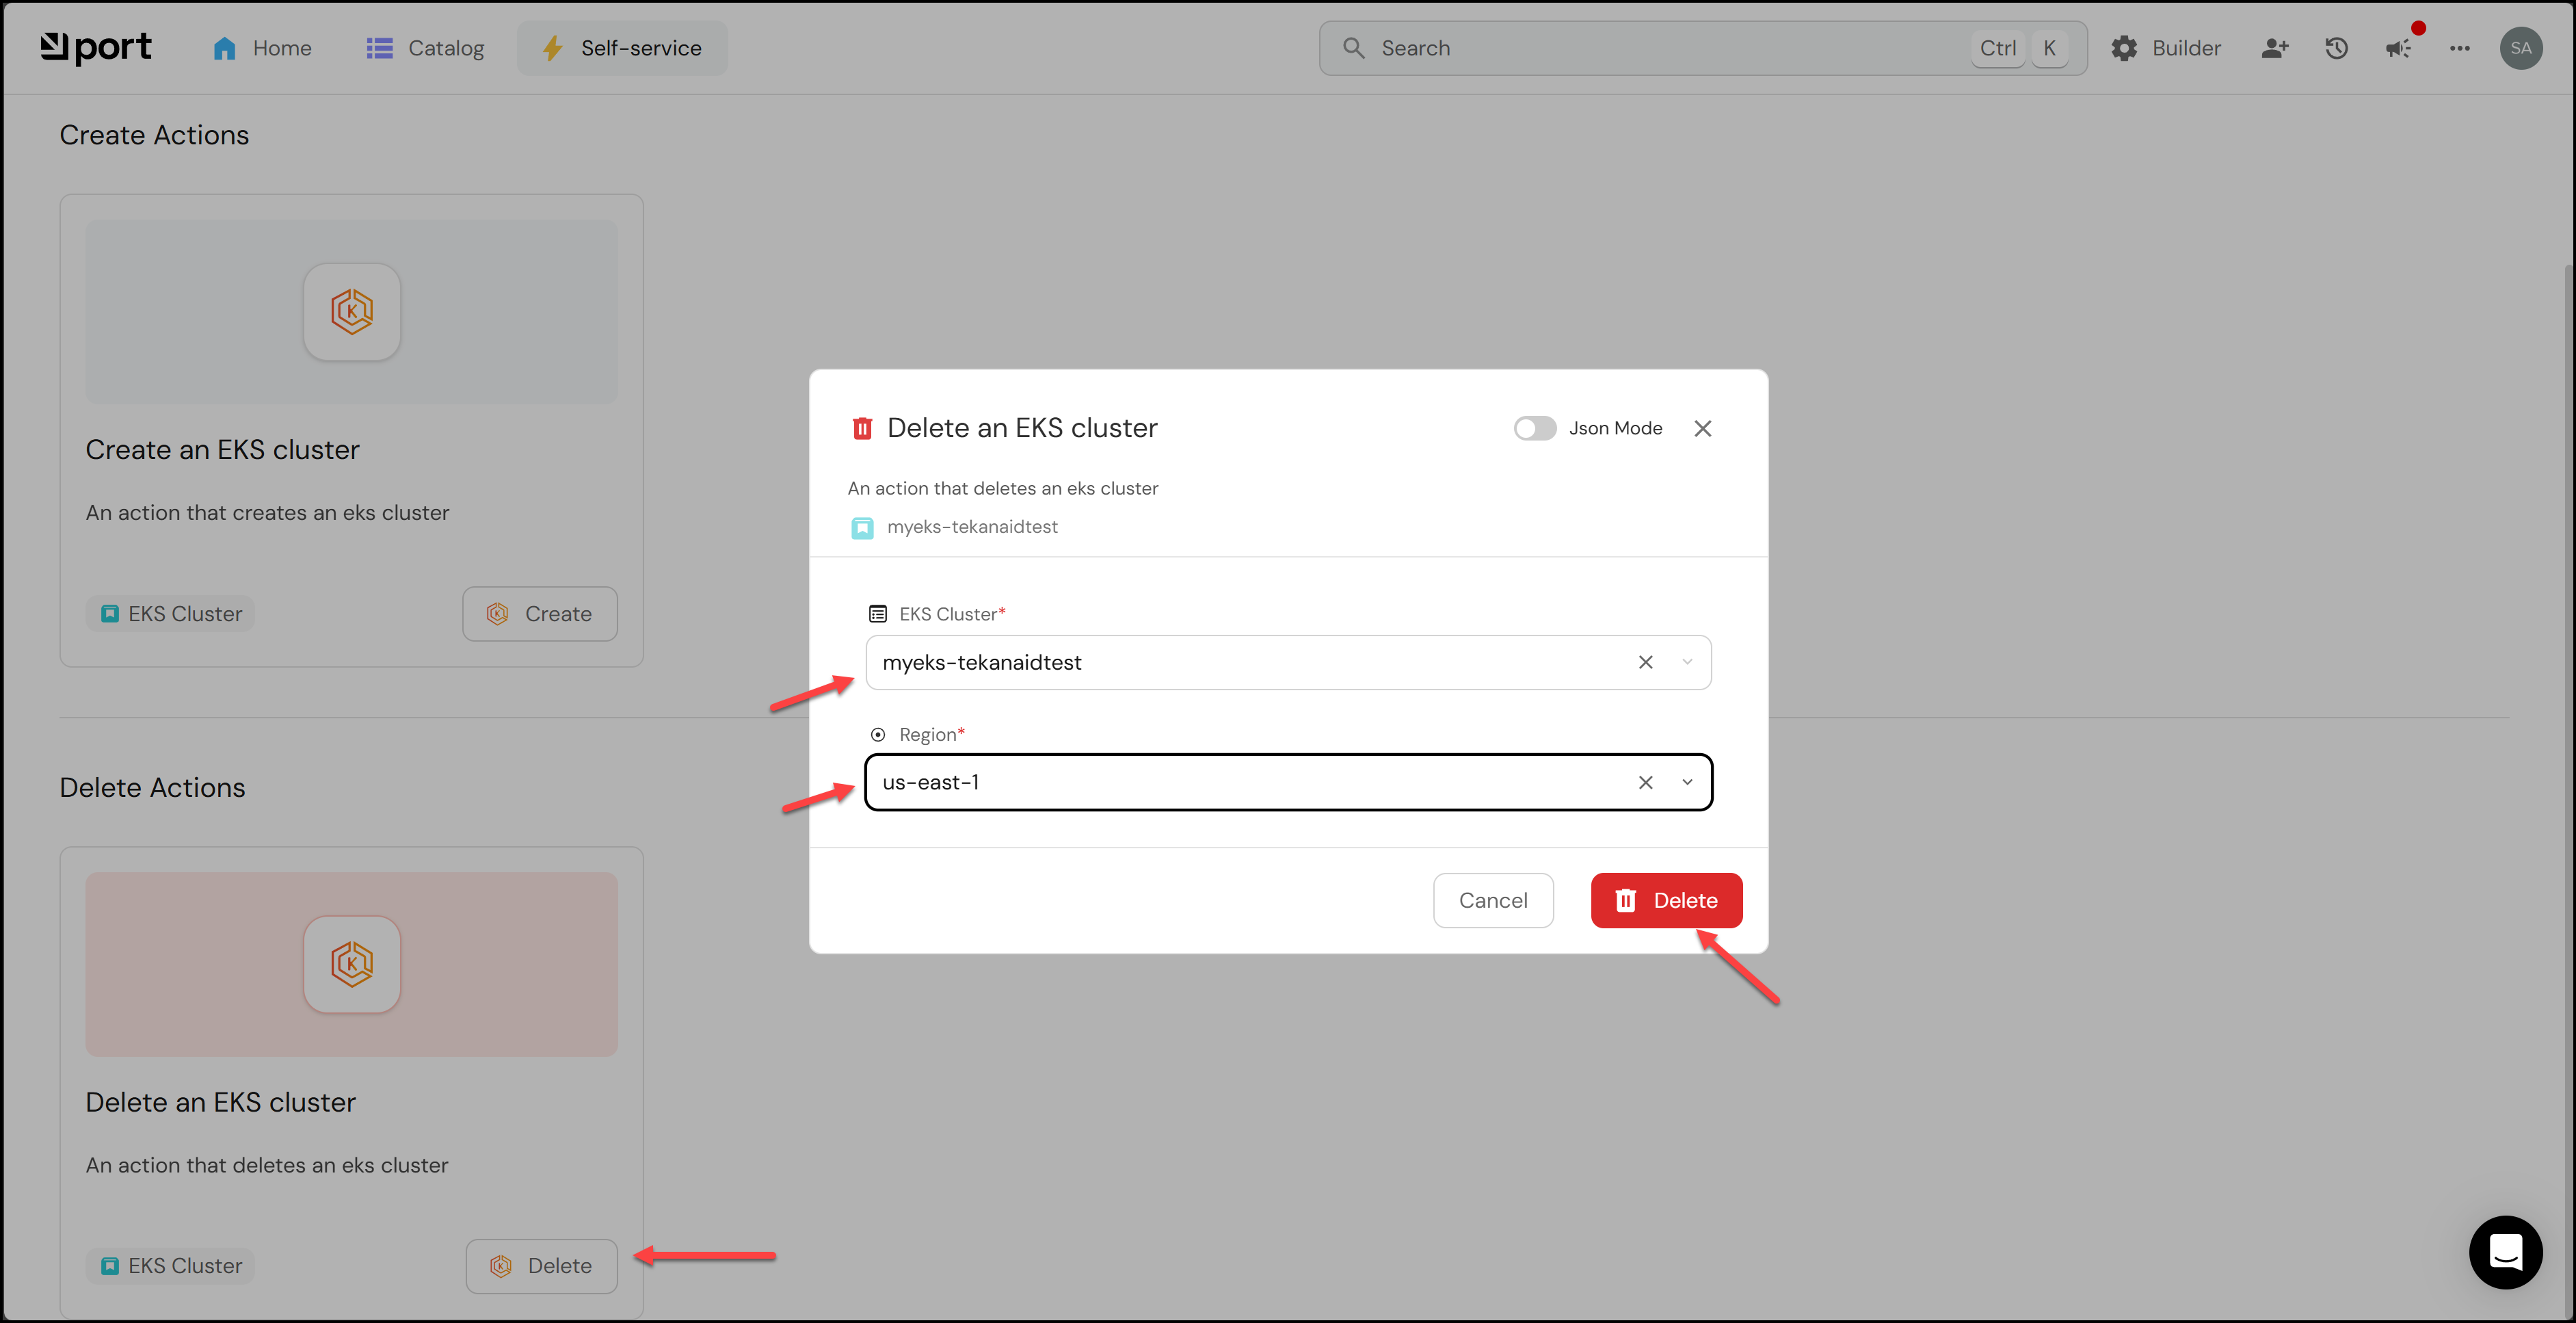 port
Home
Catalog
Self-service
Search
Ctrl
K
Builder
SA
Create Actions
K
Create an EKS cluster
An action that creates an eks cluster
EKS Cluster
K
Create
Delete Actions
K
Delete an EKS cluster
An action that deletes an eks cluster
EKS Cluster
K
Delete
Delete an EKS cluster
Json Mode
An action that deletes an eks cluster
myeks-tekanaidtest
EKS Cluster*
myeks-tekanaidtest
Region*
us-east-1
Cancel
Delete